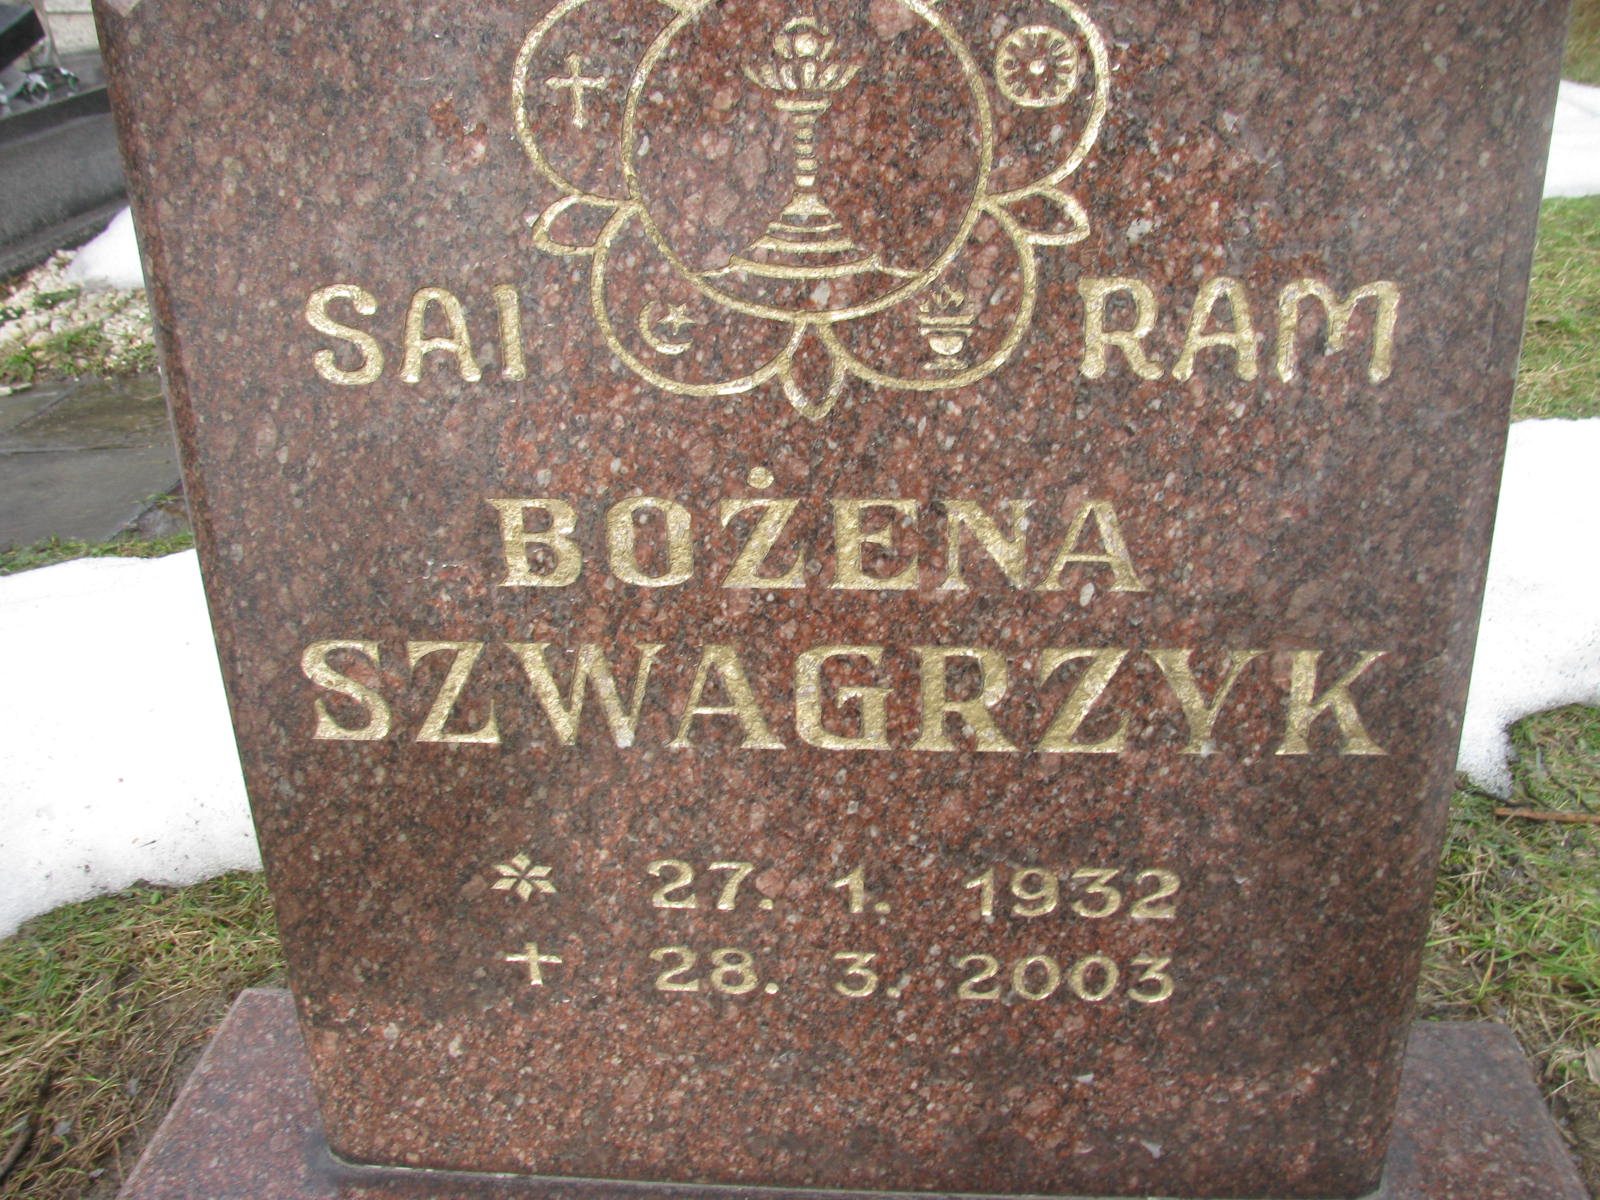 SAI RAM
BOŻENA
SZWAGRZYK
* 27. 1. 1932
✝ 28. 3. 2003